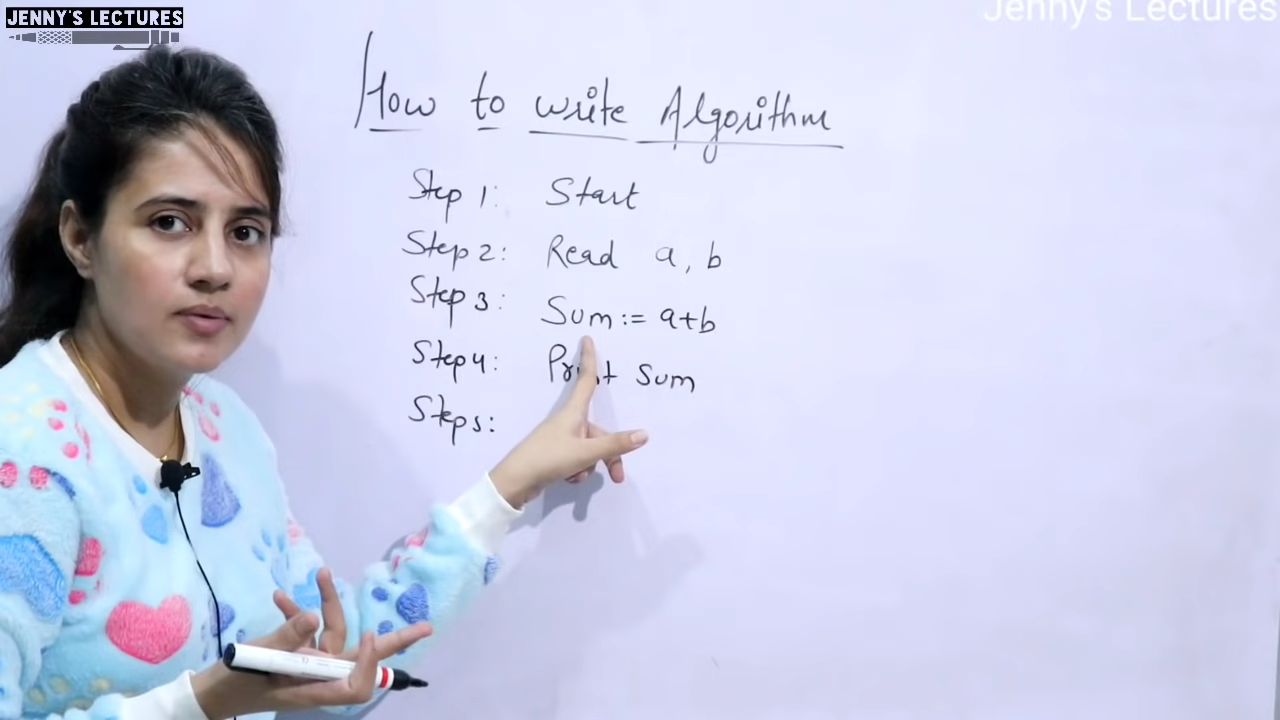 JENNY'S LECTURES
Jenny's Lectures
How to write Algorithm
Step 1: Start
Step 2: Read a, b
Step 3: Sum := a+b
Step 4: Print Sum
Step 5: